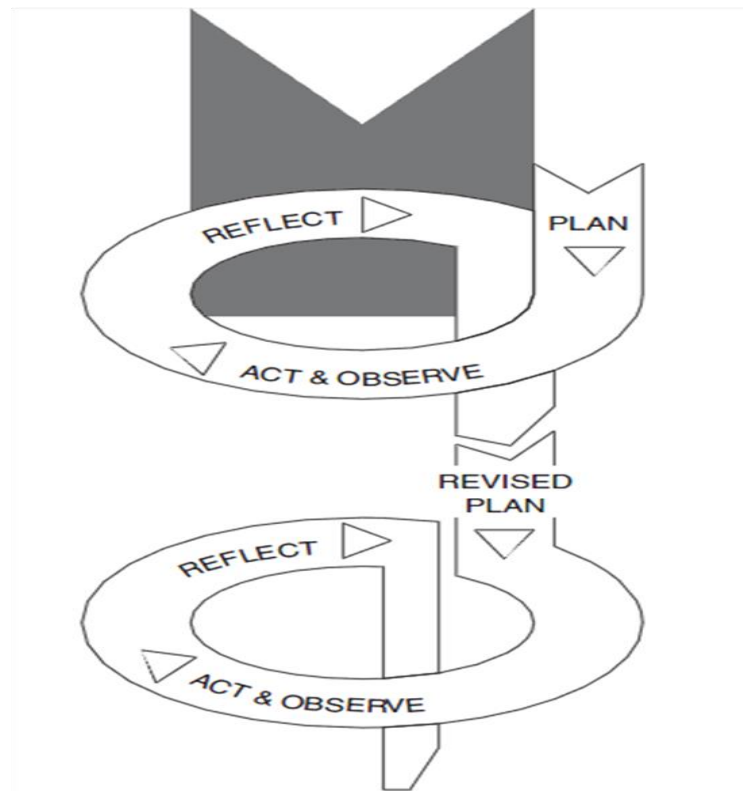 REFLECT
PLAN
ACT & OBSERVE
REVISED
PLAN
REFLECT
ACT & OBSERVE